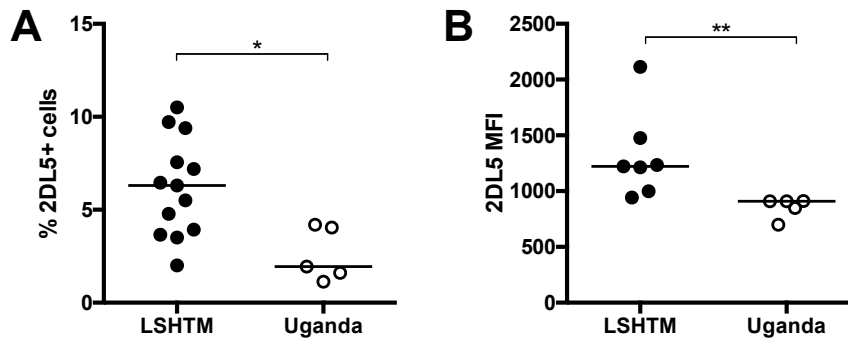 A
% 2DL5+ cells
15
10
5
0
*
LSHTM
Uganda
B
2DL5 MFI
2500
2000
1500
1000
500
0
**
LSHTM
Uganda